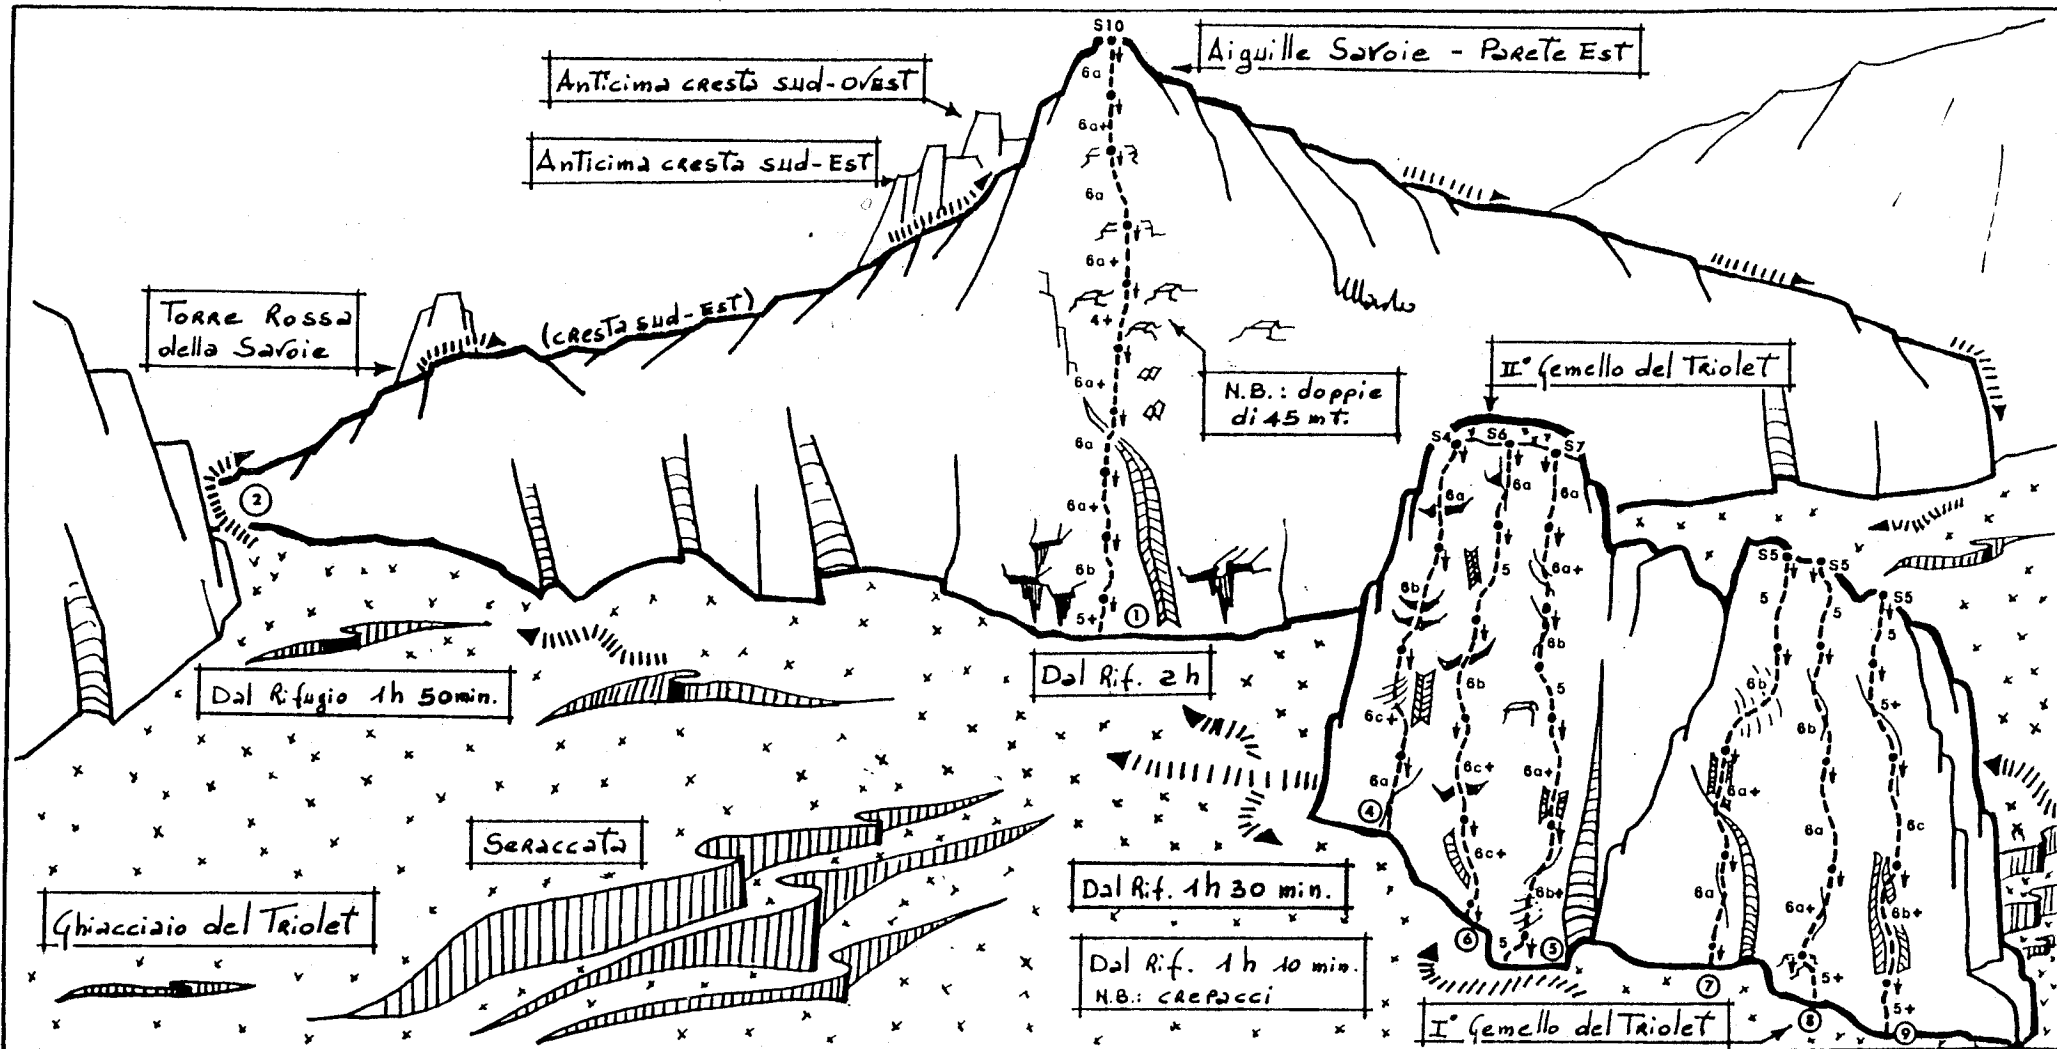 S10
Aiguille Savoie - Parete Est
Anticima cresta sud-ovest
Anticima cresta sud-Est
Torre Rossa
della Savoie
(cresta sud-Est)
6a
6a+
6a
6a+
4+
6a+
6a
6a+
6b
5+
1
2
N.B.: doppie
di 45 mt.
II° Gemello del Triolet
S4
S6
S7
6a
6b
6c+
6a
4
6a
5
6b
6c+
6c+
6
6a
6a+
6b
5
6a+
6b+
5
5
S5
S5
S5
5
6b
6a+
6a
7
5
6b
6a
6a+
5+
8
5
5+
6c
6b+
5+
9
Dal Rifugio 1h 50min.
Dal Rif. 2h
Seraccata
Ghiacciaio del Triolet
Dal Rif. 1h 30 min.
Dal Rif. 1h 10 min.
N.B.: crepacci
I° Gemello del Triolet